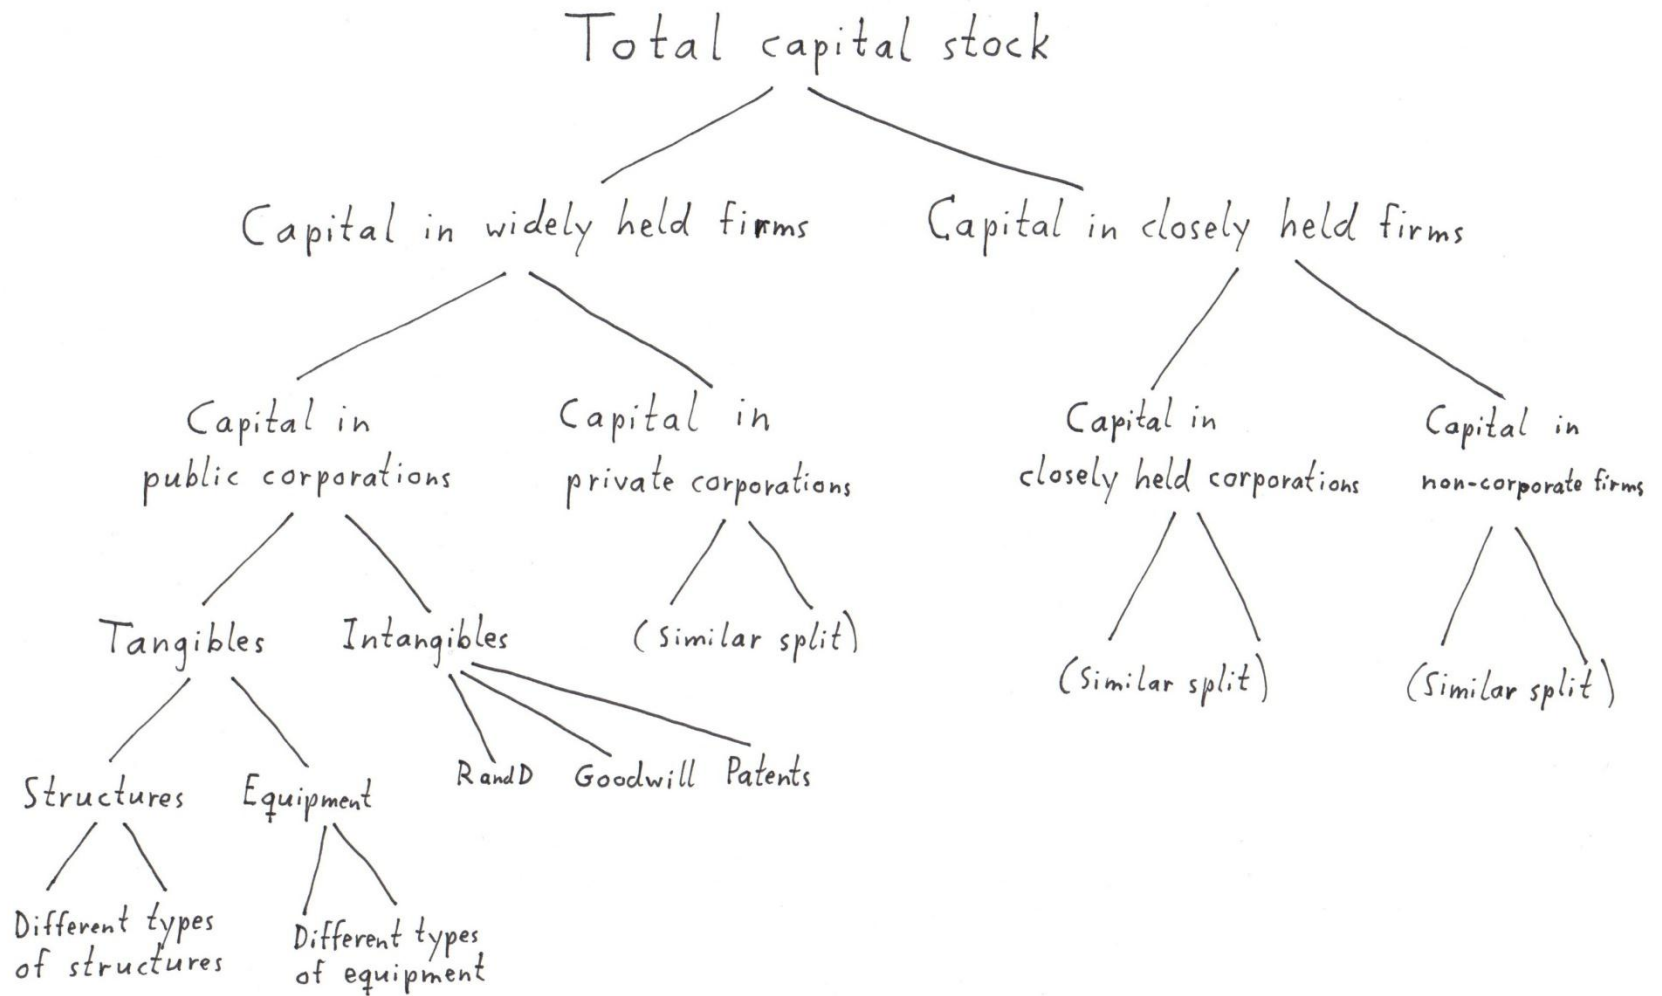 Total capital stock
Capital in widely held firms
Capital in closely held firms
Capital in
public corporations
Capital in
private corporations
Capital in
closely held corporations
Capital in
non-corporate firms
Tangibles
Intangibles
(Similar split)
(Similar split)
(Similar split)
Structures
Equipment
R and D
Goodwill
Patents
Different types
of structures
Different types
of equipment